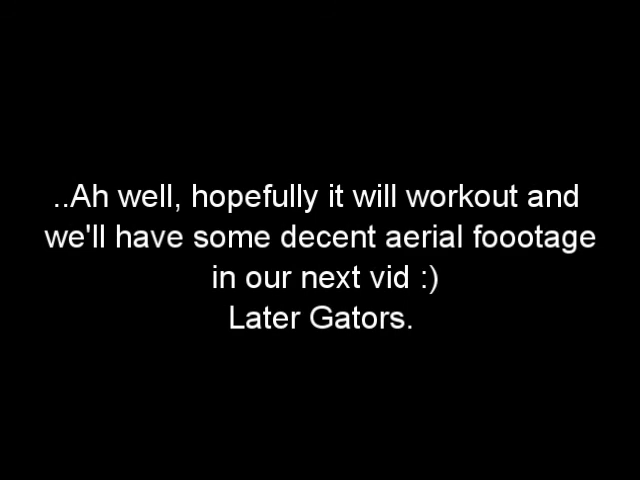 ..Ah well, hopefully it will workout and
we'll have some decent aerial foootage
in our next vid :)
Later Gators.